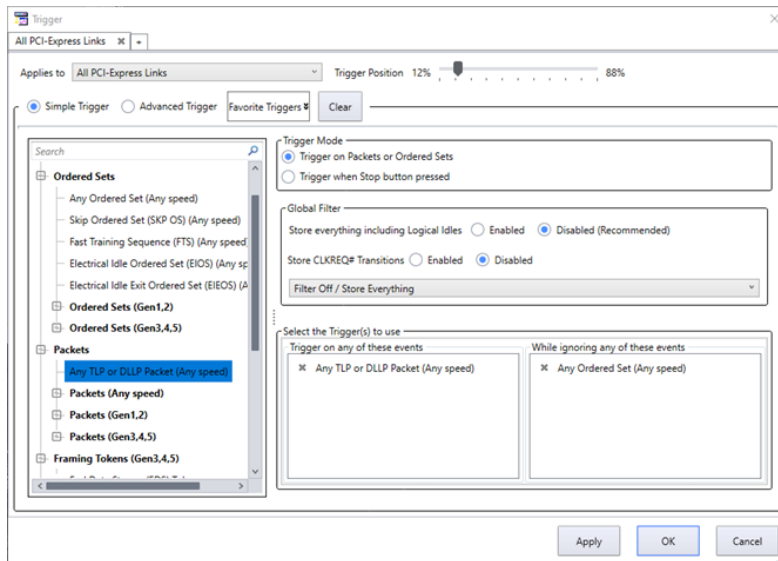 Trigger
All PCI-Express Links
Applies to All PCI-Express Links Trigger Position 12% 88%
Simple Trigger Advanced Trigger Favorite Triggers Clear
Search
Ordered Sets
Any Ordered Set (Any speed)
Skip Ordered Set (SKP OS) (Any speed)
Fast Training Sequence (FTS) (Any speed
Electrical Idle Ordered Set (EIOS) (Any sp
Electrical Idle Exit Ordered Set (EIEOS) (A
Ordered Sets (Gen1,2)
Ordered Sets (Gen3,4,5)
Packets
Any TLP or DLLP Packet (Any speed)
Packets (Any speed)
Packets (Gen1,2)
Packets (Gen3,4,5)
Framing Tokens (Gen3,4,5)
Trigger Mode
Trigger on Packets or Ordered Sets
Trigger when Stop button pressed
Global Filter
Store everything including Logical Idles Enabled Disabled (Recommended)
Store CLKREQ# Transitions Enabled Disabled
Filter Off / Store Everything
Select the Trigger(s) to use
Trigger on any of these events
Any TLP or DLLP Packet (Any speed)
While ignoring any of these events
Any Ordered Set (Any speed)
Apply OK Cancel